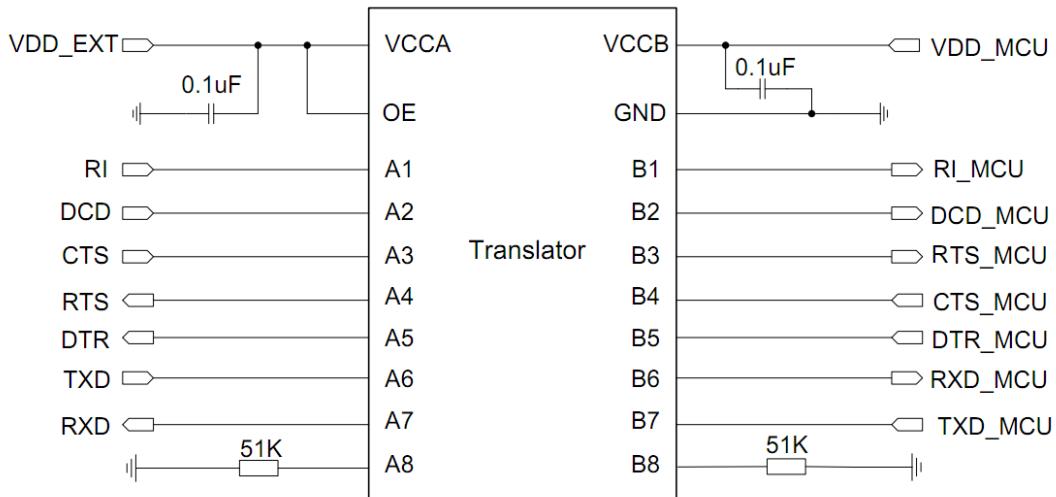 VDD_EXT VCCA VCCB VDD_MCU
0.1uF 0.1uF
OE GND
RI A1 B1 RI_MCU
DCD A2 B2 DCD_MCU
CTS A3 Translator B3 RTS_MCU
RTS A4 B4 CTS_MCU
DTR A5 B5 DTR_MCU
TXD A6 B6 RXD_MCU
RXD A7 B7 TXD_MCU
51K A8 B8 51K